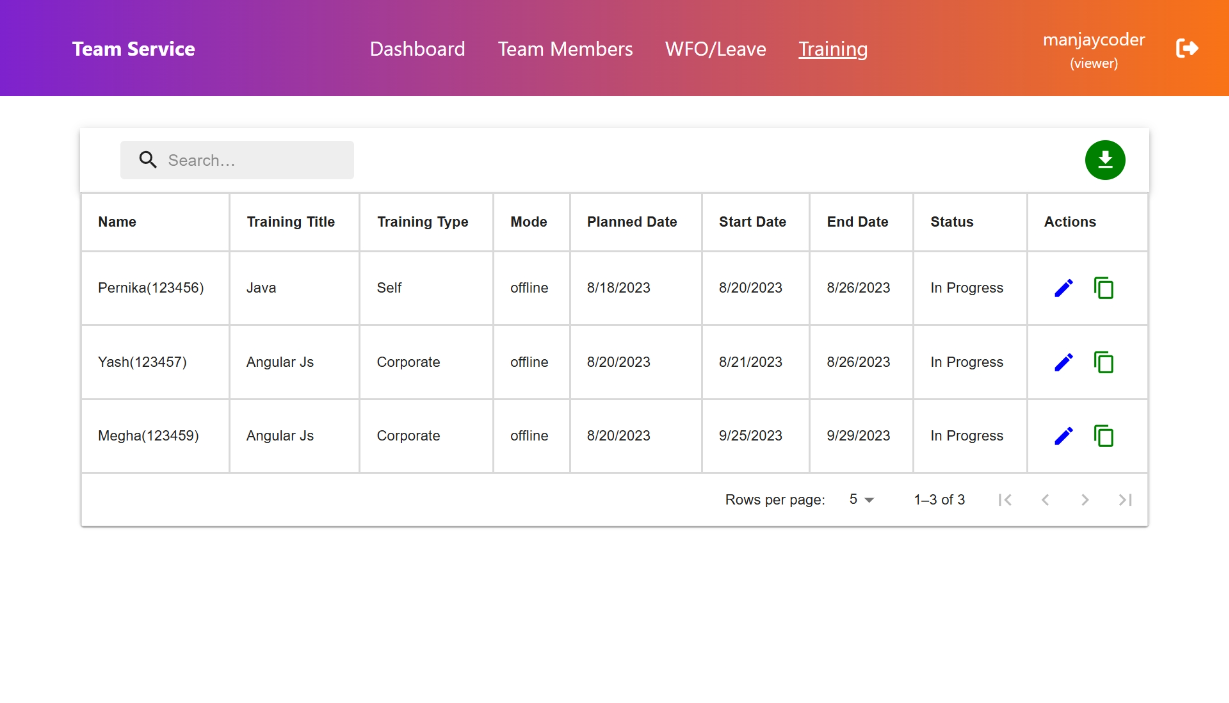 Team Service Dashboard Team Members WFO/Leave Training manjaycoder
(viewer)
Search…
Name Training Title Training Type Mode Planned Date Start Date End Date Status Actions
Pernika(123456) Java Self offline 8/18/2023 8/20/2023 8/26/2023 In Progress
Yash(123457) Angular Js Corporate offline 8/20/2023 8/21/2023 8/26/2023 In Progress
Megha(123459) Angular Js Corporate offline 8/20/2023 9/25/2023 9/29/2023 In Progress
Rows per page: 5 1–3 of 3